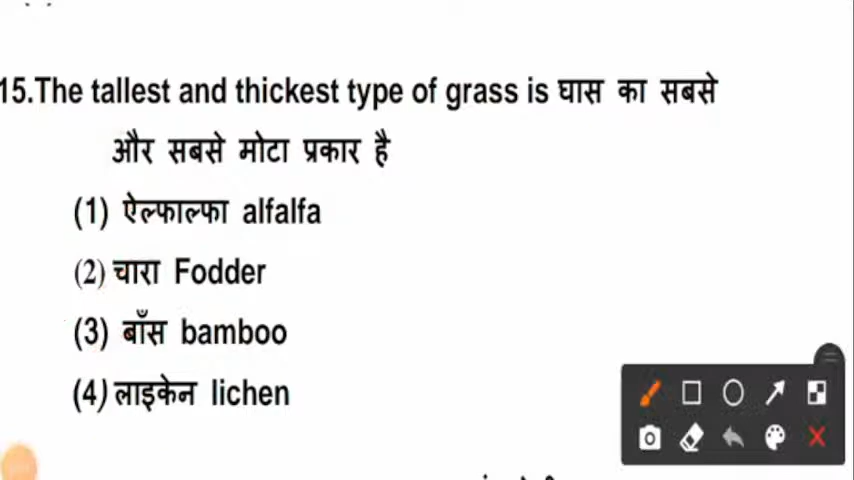 15.The tallest and thickest type of grass is घास का सबसे
और सबसे मोटा प्रकार है
(1) ऐल्फाल्फा alfalfa
(2) चारा Fodder
(3) बाँस bamboo
(4) लाइकेन lichen